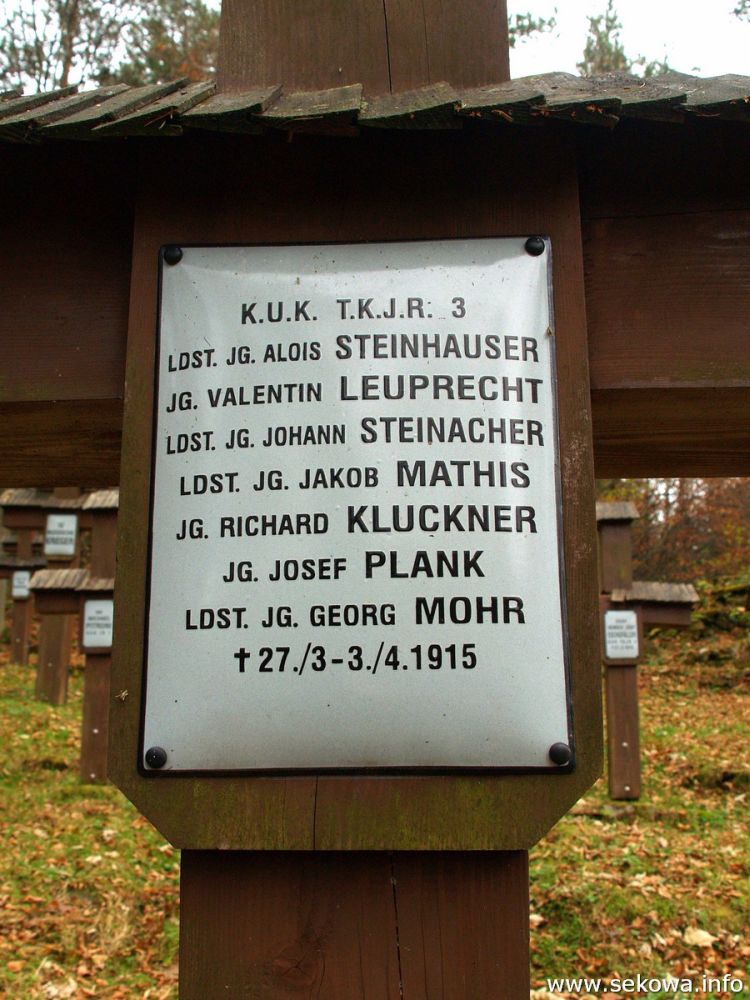 K.U.K. T.K.J.R. 3
LDST. JG. ALOIS STEINHAUSER
JG. VALENTIN LEUPRECHT
LDST. JG. JOHANN STEINACHER
LDST. JG. JAKOB MATHIS
JG. RICHARD KLUCKNER
JG. JOSEF PLANK
LDST. JG. GEORG MOHR
✝ 27./3-3./4.1915
www.sekowa.info